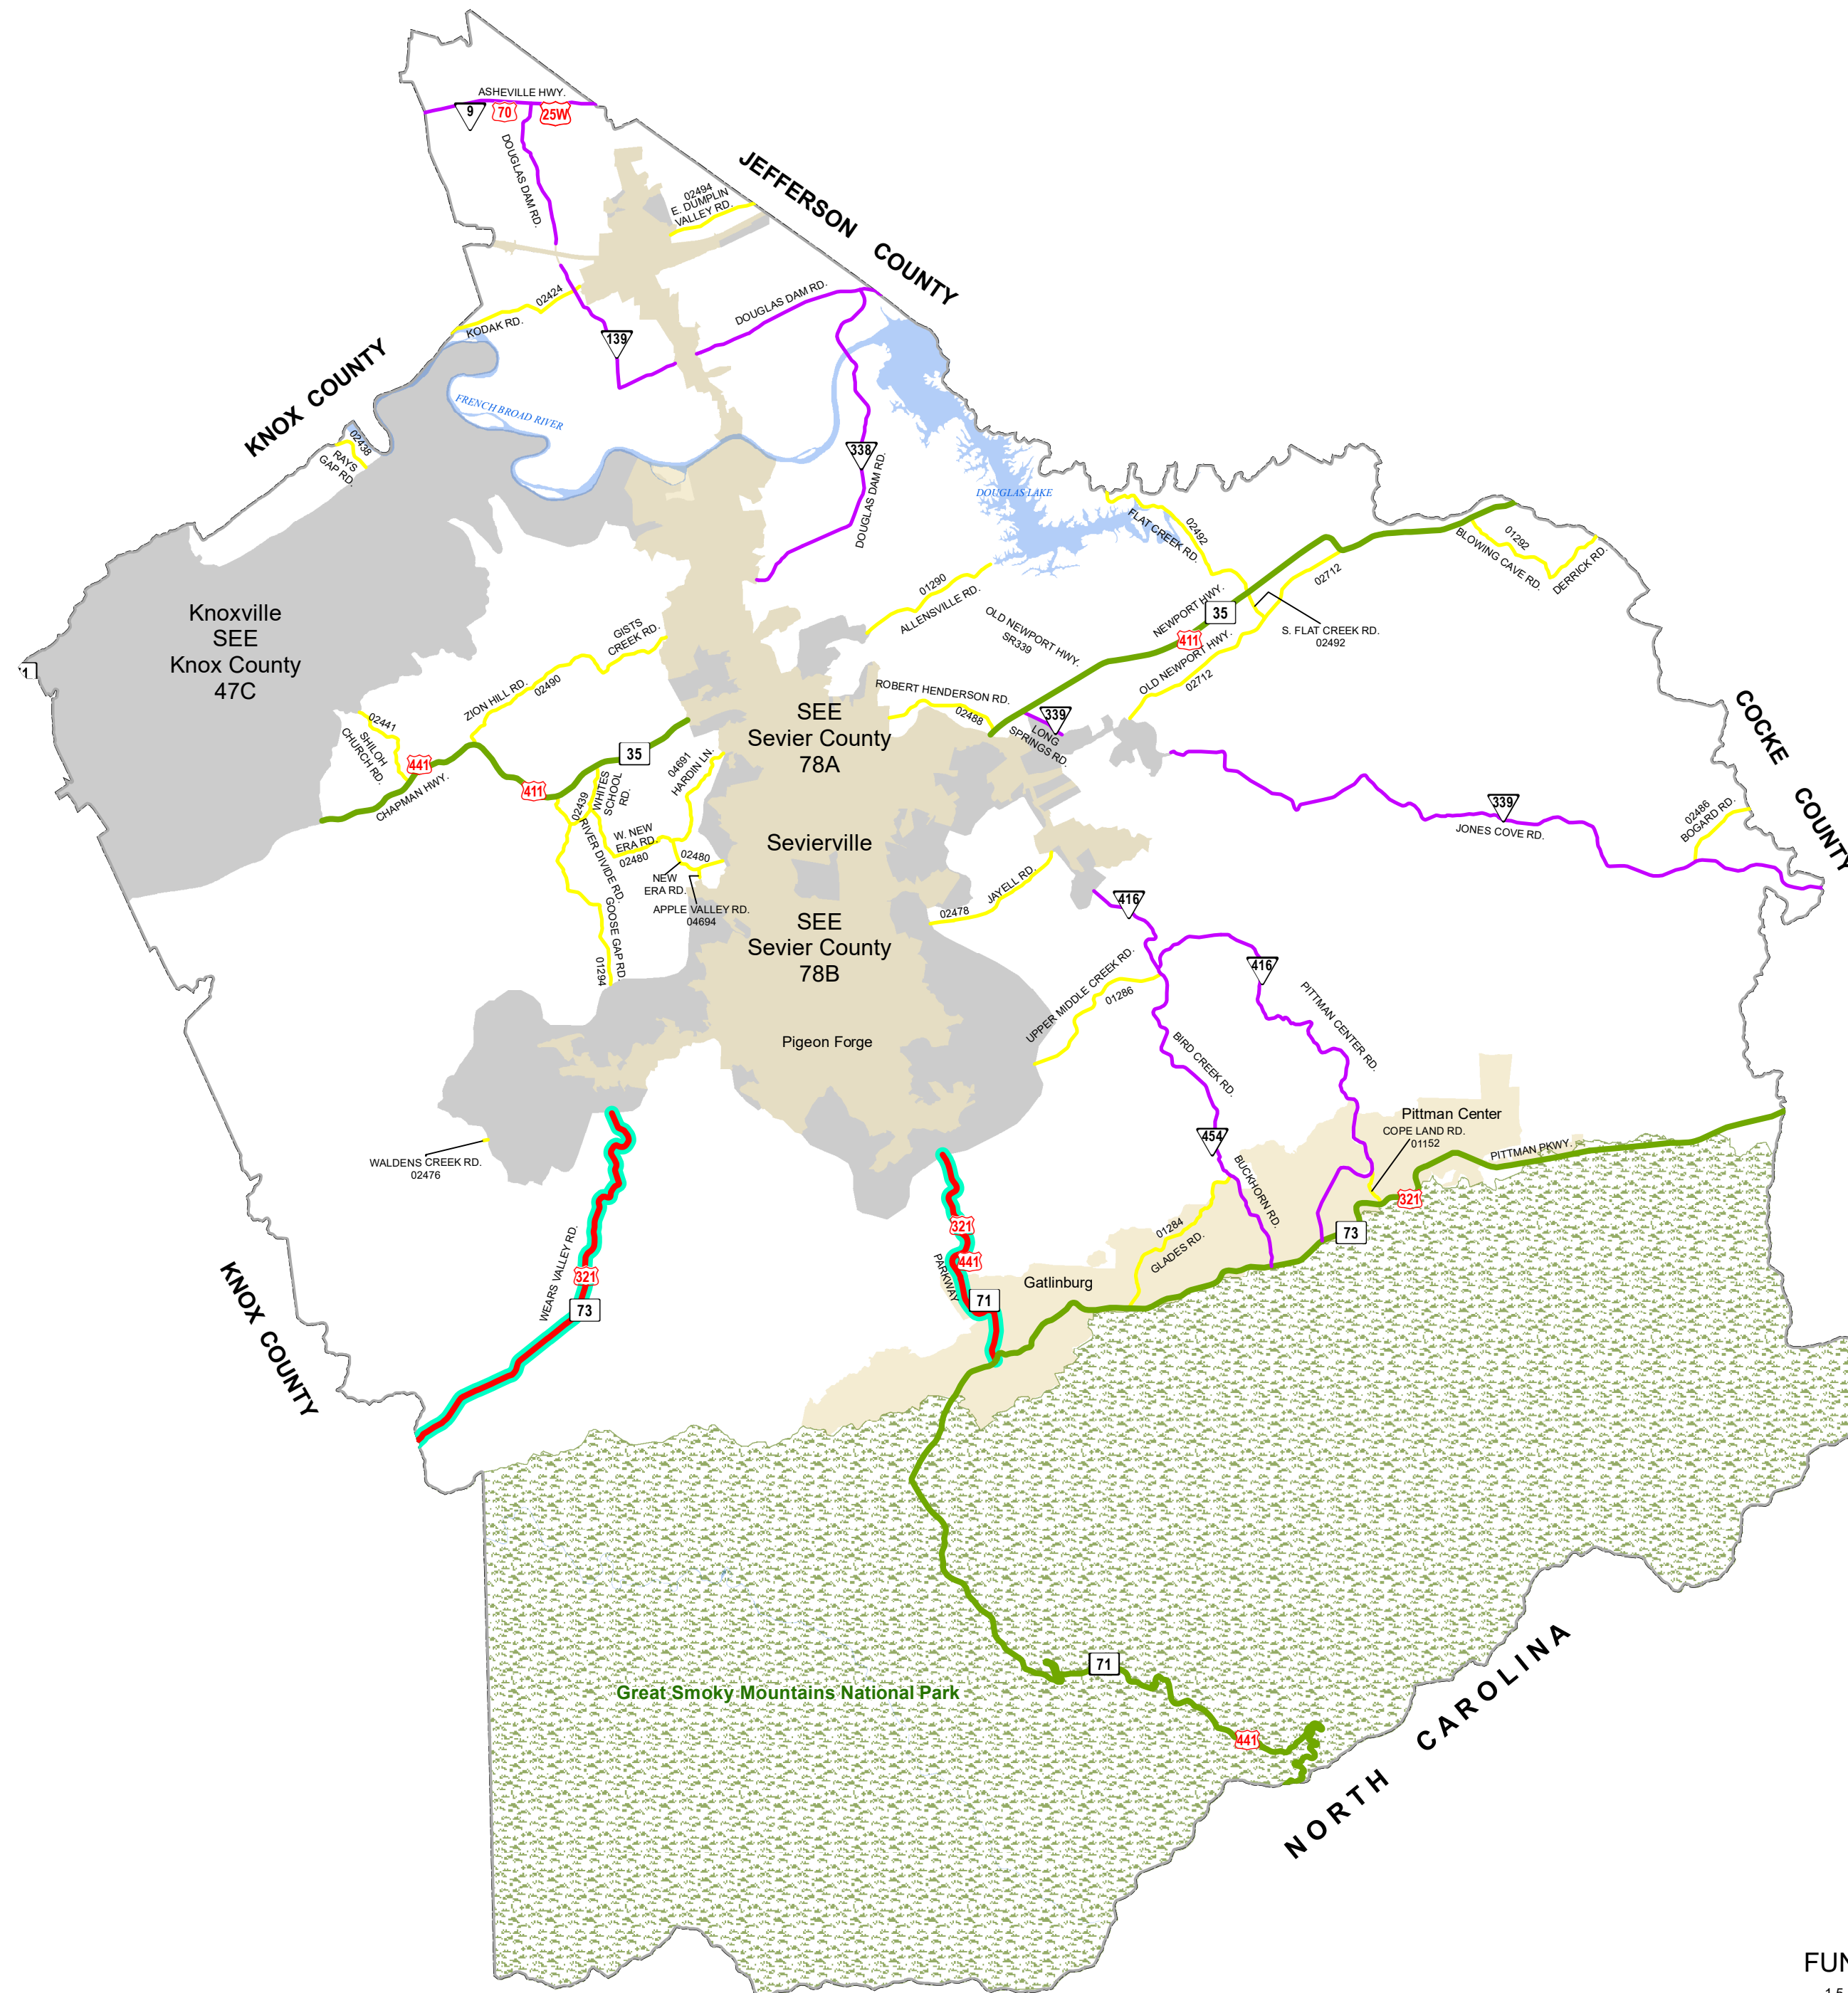 ASHEVILLE HWY.
9
70
25W
DOUGLAS DAM RD.
JEFFERSON COUNTY
02494
E. DUMPLIN
VALLEY RD.
02424
KODAK RD.
139
DOUGLAS DAM RD.
KNOX COUNTY
FRENCH BROAD RIVER
02438
RAYS
GAP RD.
338
DOUGLAS DAM RD.
DOUGLAS LAKE
FLAT CREEK RD.
02492
01292
BLOWING CAVE RD.
DERRICK RD.
02712
01290
ALLENSVILLE RD.
NEWPORT HWY.
35
411
S. FLAT CREEK RD.
02492
OLD NEWPORT HWY.
SR339
OLD NEWPORT HWY.
02712
Knoxville
SEE
Knox County
47C
1
GISTS
CREEK RD.
ZION HILL RD.
02490
ROBERT HENDERSON RD.
02488
339
LONG
SPRINGS RD.
COCKE COUNTY
02441
SHILOH
CHURCH RD.
441
CHAPMAN HWY.
411
35
SEE
Sevier County
78A
04691
HARDIN LN.
02439
WHITES
SCHOOL
RD.
RIVER DIVIDE RD.
W. NEW
ERA RD.
02480
02480
NEW
ERA RD.
APPLE VALLEY RD.
04694
GOOSE GAP RD.
01294
Sevierville
339
JONES COVE RD.
02486
BOGARD RD.
JAYELL RD.
02478
416
SEE
Sevier County
78B
UPPER MIDDLE CREEK RD.
01286
416
PITTMAN CENTER RD.
Pigeon Forge
BIRD CREEK RD.
WALDENS CREEK RD.
02476
454
BUCKHORN RD.
Pittman Center
COPE LAND RD.
01152
PITTMAN PKWY.
321
73
01284
GLADES RD.
WEARS VALLEY RD.
321
73
321
441
PARKWAY
71
Gatlinburg
KNOX COUNTY
71
Great Smoky Mountains National Park
441
NORTH CAROLINA
FUN